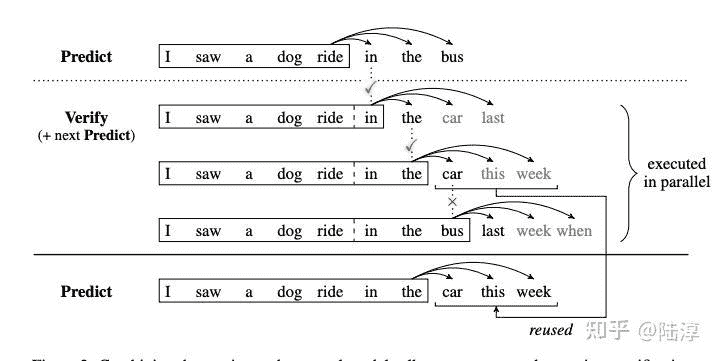 Predict I saw a dog ride in the bus
Verify I saw a dog ride in the car last
(+ next Predict)
I saw a dog ride in the car this week
executed
in parallel
I saw a dog ride in the bus last week when
Predict I saw a dog ride in the car this week
reused
知乎 @陆淳